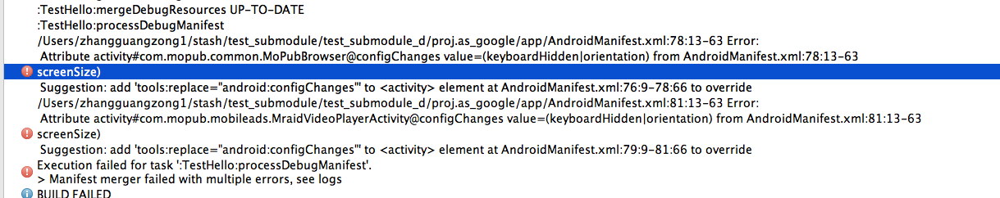 :TestHello:mergeDebugResources UP-TO-DATE
:TestHello:processDebugManifest
/Users/zhangguangzong1/stash/test_submodule/test_submodule_d/proj.as_google/app/AndroidManifest.xml:78:13-63 Error:
Attribute activity#com.mopub.common.MoPubBrowser@configChanges value=(keyboardHidden|orientation) from AndroidManifest.xml:78:13-63
screenSize)
Suggestion: add 'tools:replace="android:configChanges"' to <activity> element at AndroidManifest.xml:76:9-78:66 to override
/Users/zhangguangzong1/stash/test_submodule/test_submodule_d/proj.as_google/app/AndroidManifest.xml:81:13-63 Error:
Attribute activity#com.mopub.mobileads.MraidVideoPlayerActivity@configChanges value=(keyboardHidden|orientation) from AndroidManifest.xml:81:13-63
screenSize)
Suggestion: add 'tools:replace="android:configChanges"' to <activity> element at AndroidManifest.xml:79:9-81:66 to override
Execution failed for task ':TestHello:processDebugManifest'.
> Manifest merger failed with multiple errors, see logs
BUILD FAILED